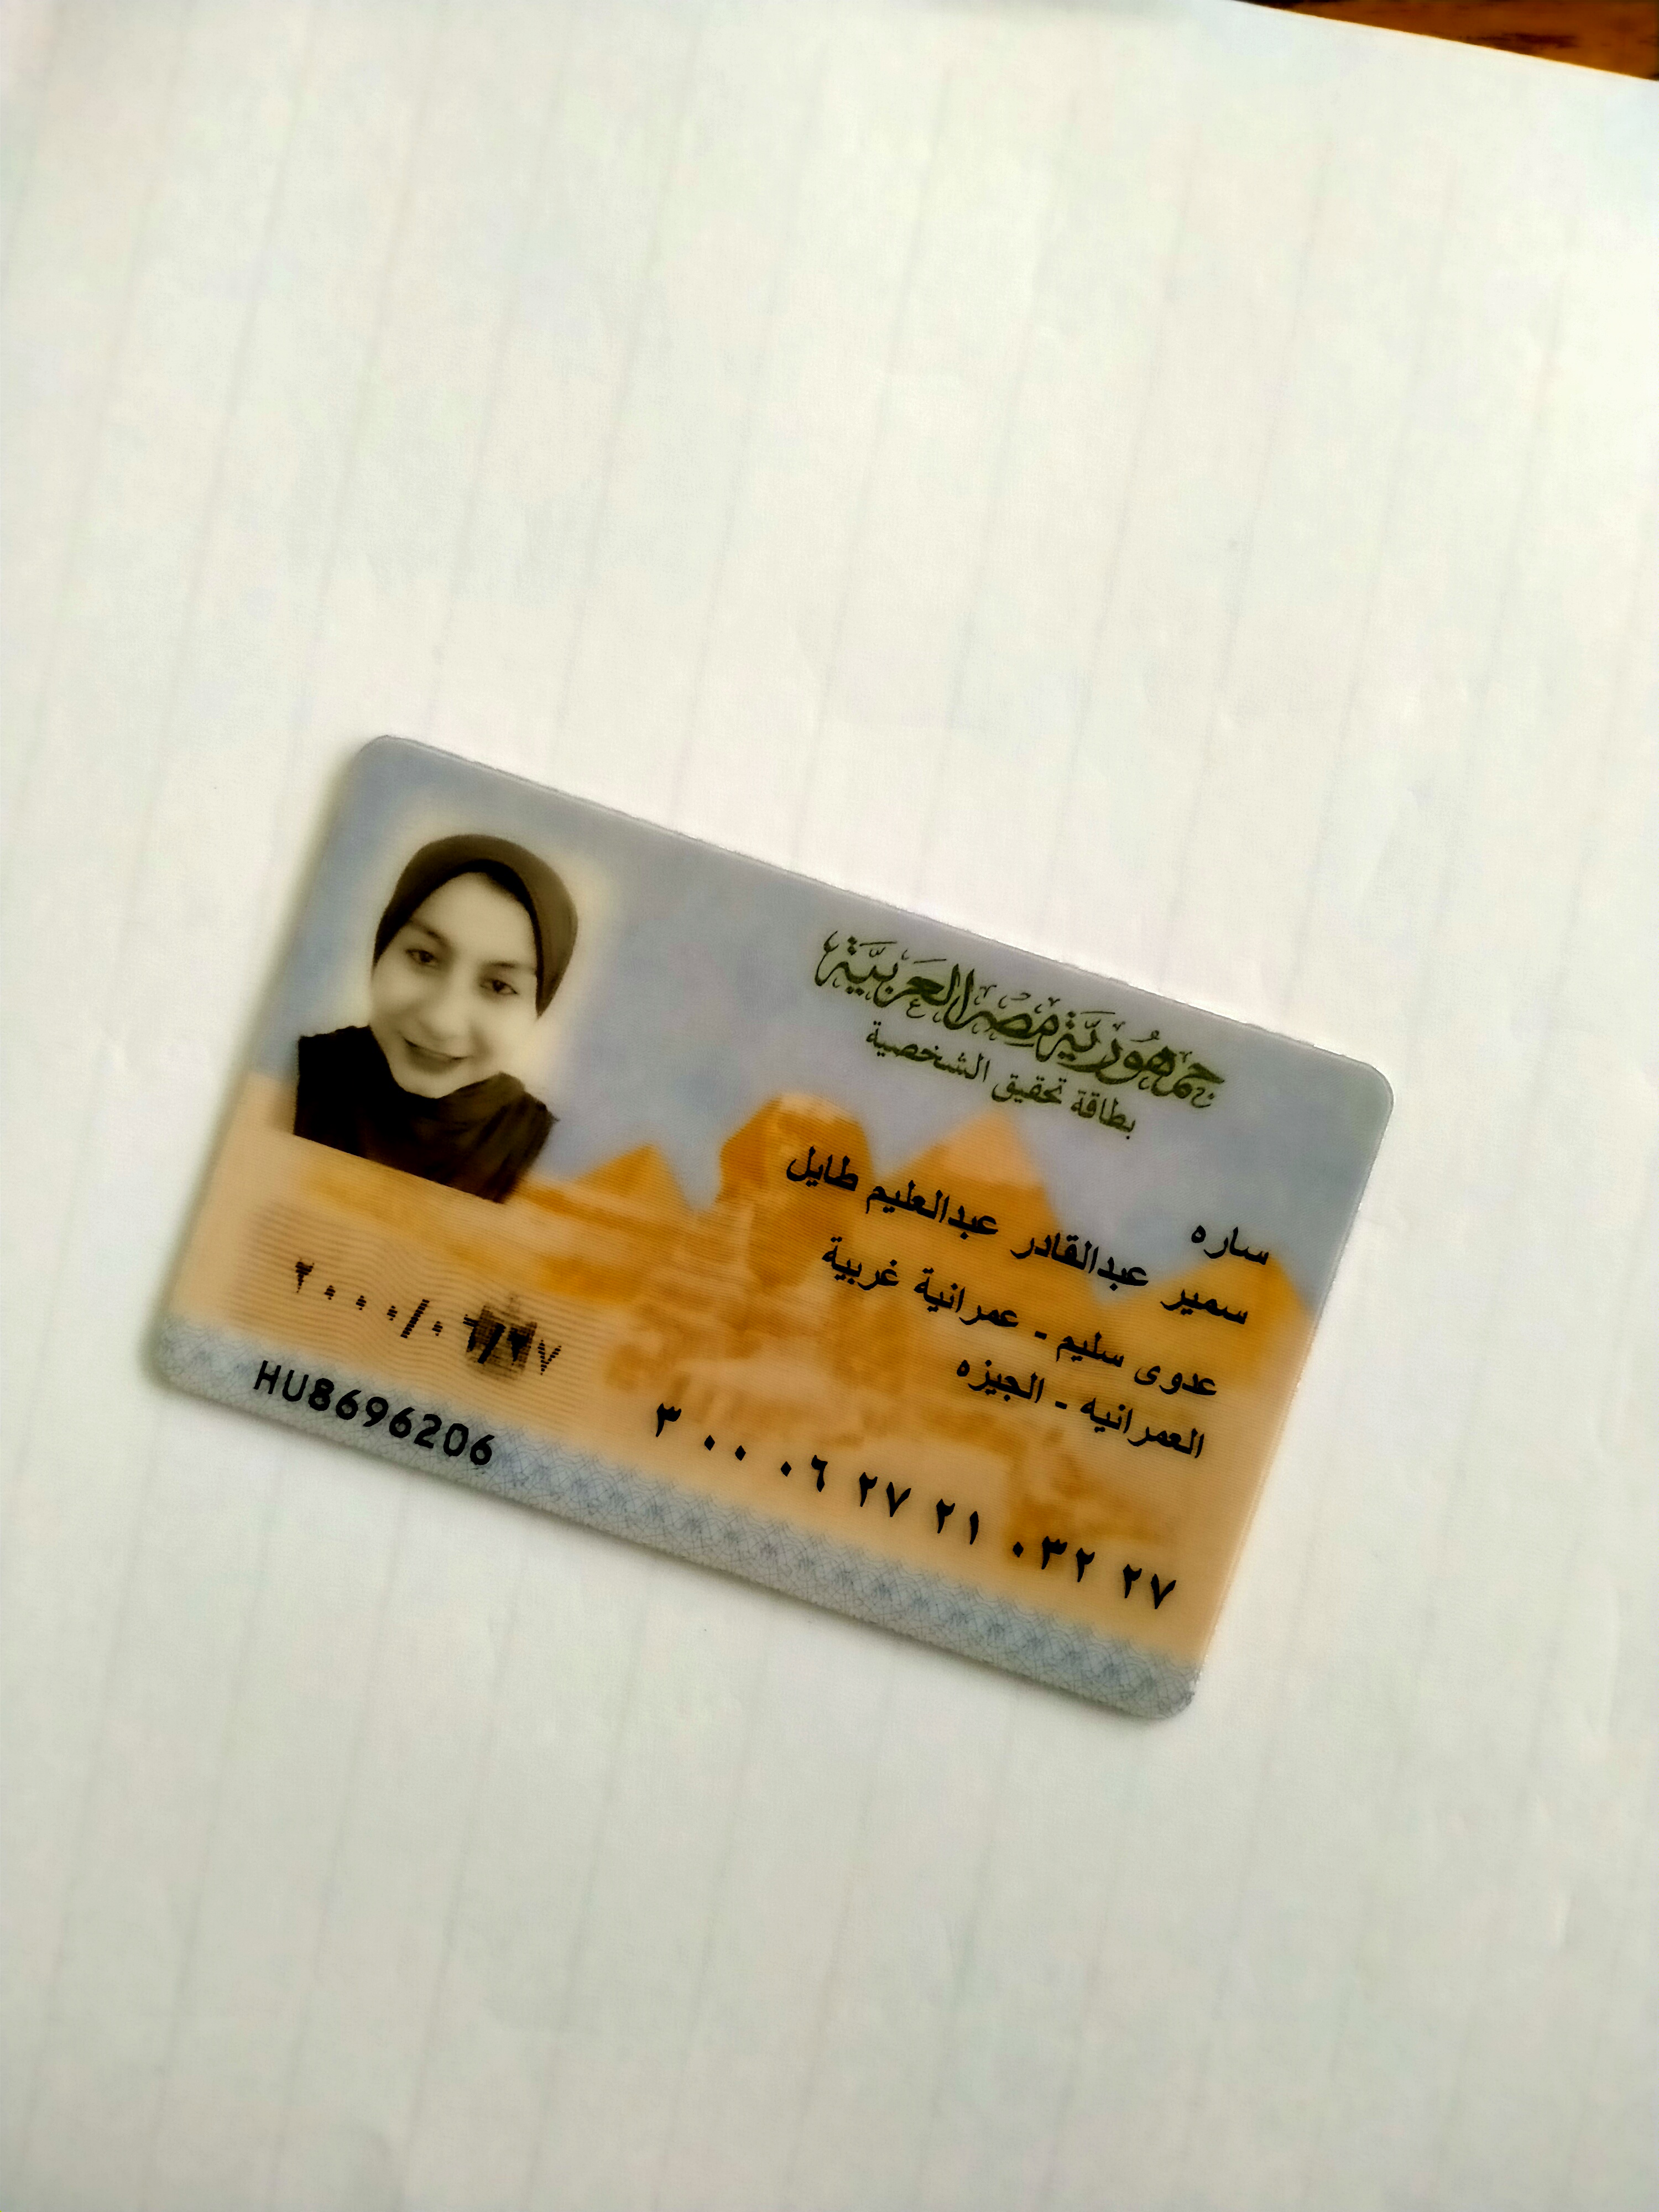 جمهورية مصر العربية
بطاقة تحقيق الشخصية
ساره
سمير عبدالقادر عبدالعليم طايل
عدوى سليم - عمرانية غربية
العمرانيه - الجيزه
٢٠٠٠/٠٦/٢٧
٣ ٠٠ ٠٦ ٢٧ ٢١ ٠٣٢ ٢٧
HU8696206